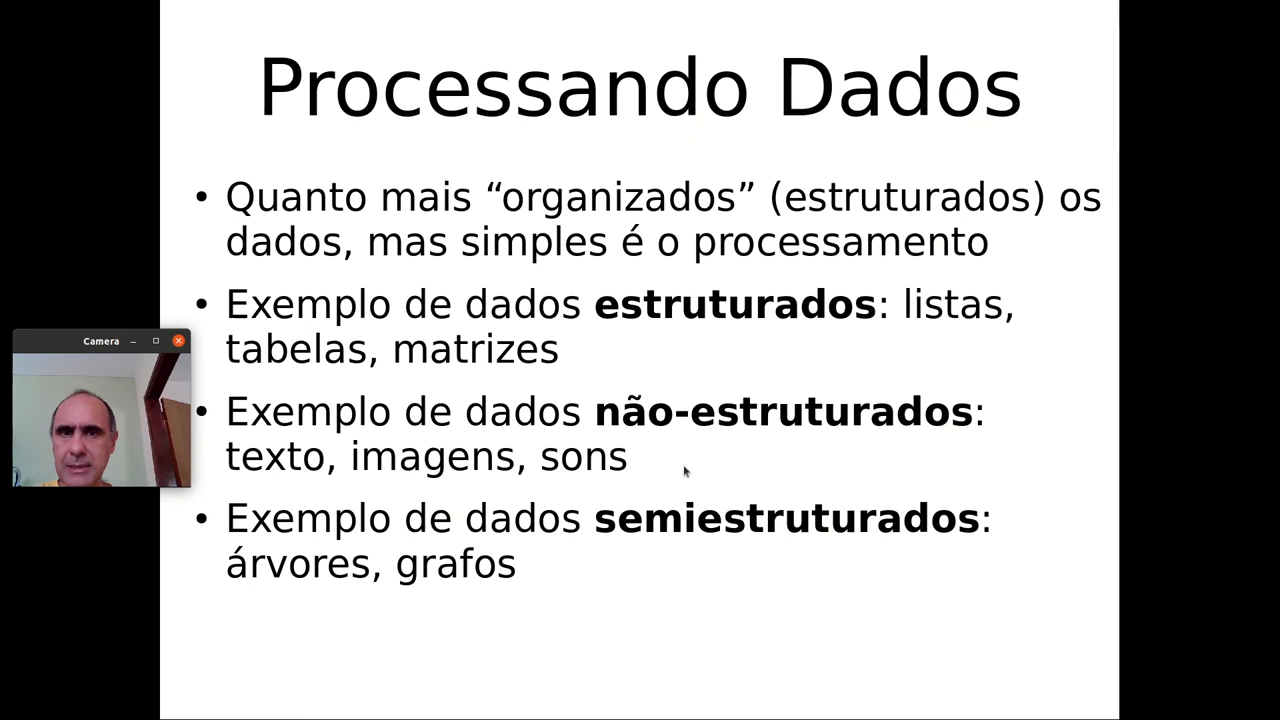 Processando Dados
• Quanto mais “organizados” (estruturados) os
dados, mas simples é o processamento
• Exemplo de dados estruturados: listas,
tabelas, matrizes
• Exemplo de dados não-estruturados:
texto, imagens, sons
• Exemplo de dados semiestruturados:
árvores, grafos
Camera